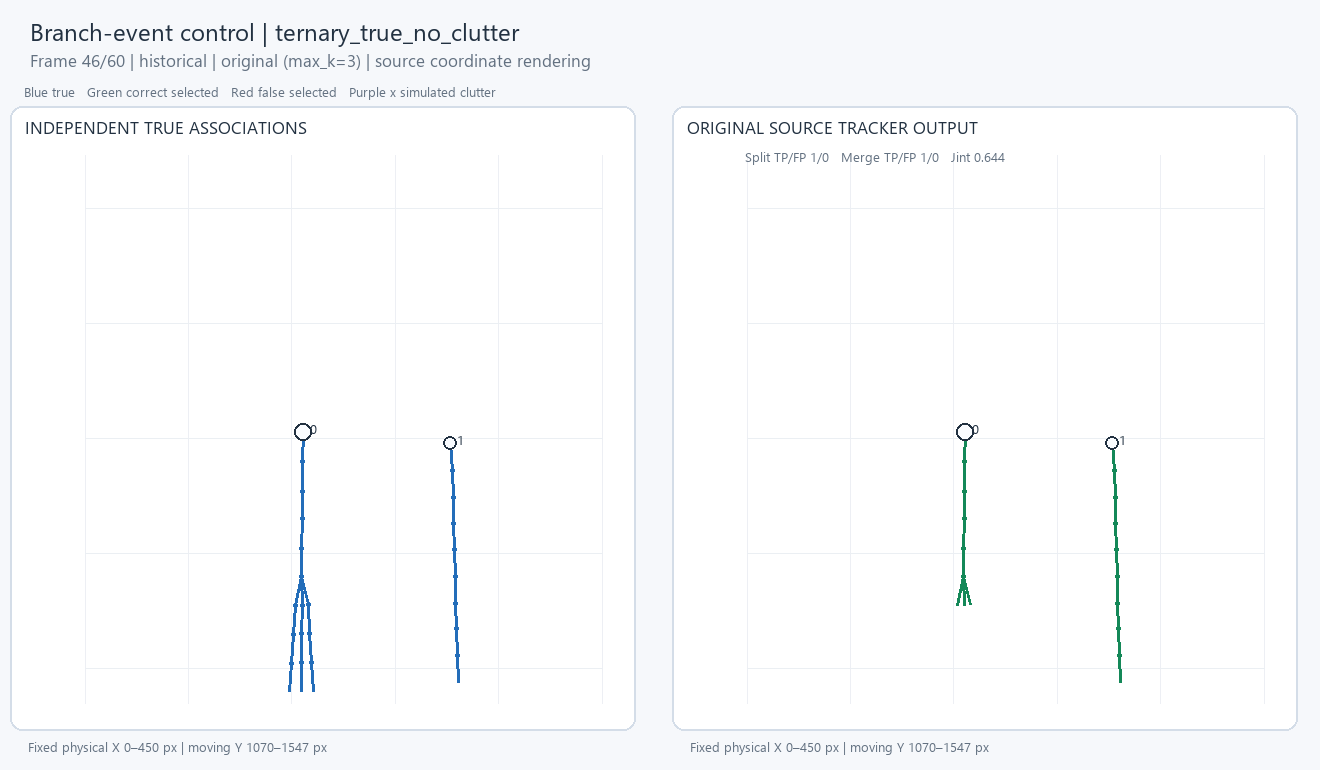 Branch-event control | ternary_true_no_clutter
Frame 46/60 | historical | original (max_k=3) | source coordinate rendering
Blue true Green correct selected Red false selected Purple x simulated clutter
INDEPENDENT TRUE ASSOCIATIONS
0
1
Fixed physical X 0–450 px | moving Y 1070–1547 px
ORIGINAL SOURCE TRACKER OUTPUT
Split TP/FP 1/0 Merge TP/FP 1/0 Jint 0.644
0
1
Fixed physical X 0–450 px | moving Y 1070–1547 px